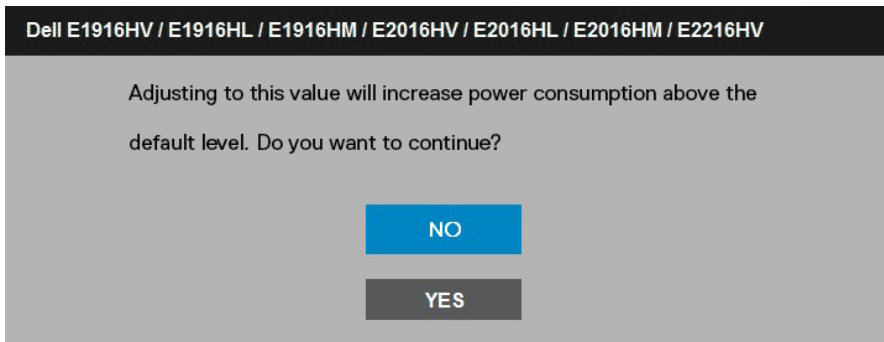 Dell E1916HV / E1916HL / E1916HM / E2016HV / E2016HL / E2016HM / E2216HV
Adjusting to this value will increase power consumption above the
default level. Do you want to continue?
NO
YES